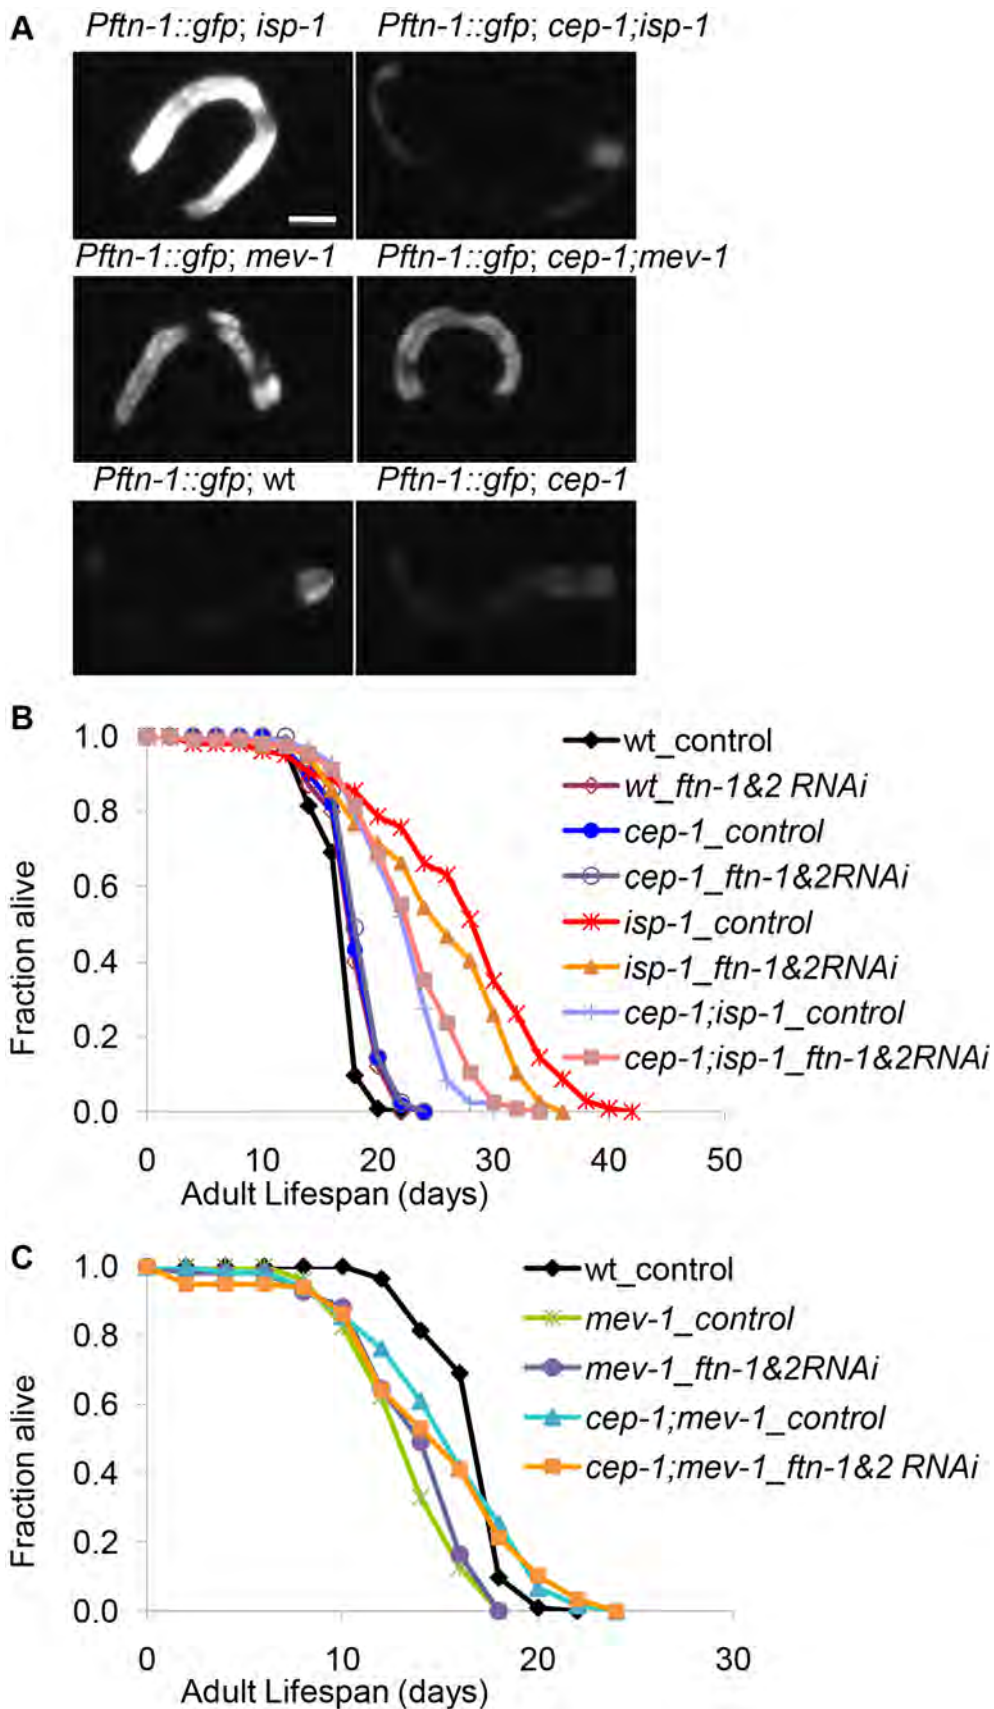 A
Pftn-1::gfp; isp-1
Pftn-1::gfp; cep-1;isp-1
Pftn-1::gfp; mev-1
Pftn-1::gfp; cep-1;mev-1
Pftn-1::gfp; wt
Pftn-1::gfp; cep-1
B
Fraction alive
1.0
0.8
0.6
0.4
0.2
0.0
0 10 20 30 40 50
Adult Lifespan (days)
wt_control
wt_ftn-1&2 RNAi
cep-1_control
cep-1_ftn-1&2RNAi
isp-1_control
isp-1_ftn-1&2RNAi
cep-1;isp-1_control
cep-1;isp-1_ftn-1&2RNAi
C
Fraction alive
1.0
0.8
0.6
0.4
0.2
0.0
0 10 20 30
Adult Lifespan (days)
wt_control
mev-1_control
mev-1_ftn-1&2RNAi
cep-1;mev-1_control
cep-1;mev-1_ftn-1&2 RNAi